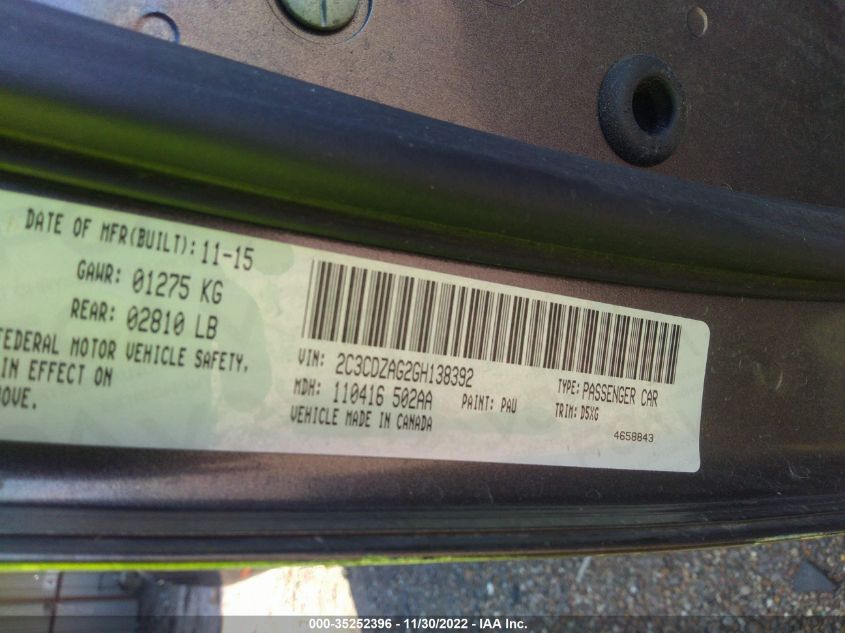 DATE OF MFR(BUILT): 11-15
GAWR: 01275 KG
REAR: 02810 LB
FEDERAL MOTOR VEHICLE SAFETY.
IN EFFECT ON
VIN: 2C3CDZAG2GH138392
TYPE: PASSENGER CAR
MDH: 110416 502AA
PAINT: PAU
TRIM: D5XG
VEHICLE MADE IN CANADA
4658843
000-35252396 - 11/30/2022 - IAA Inc.